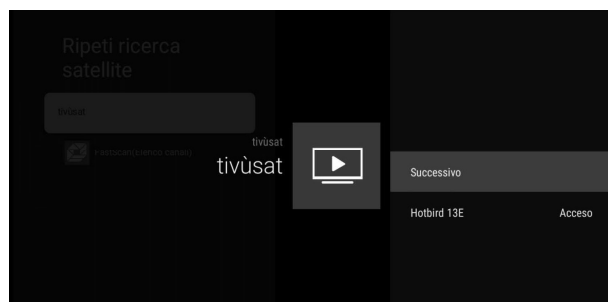 Ripeti ricerca
satellite
tivùsat
tivùsat
tivùsat
Successivo
Hotbird 13E Acceso